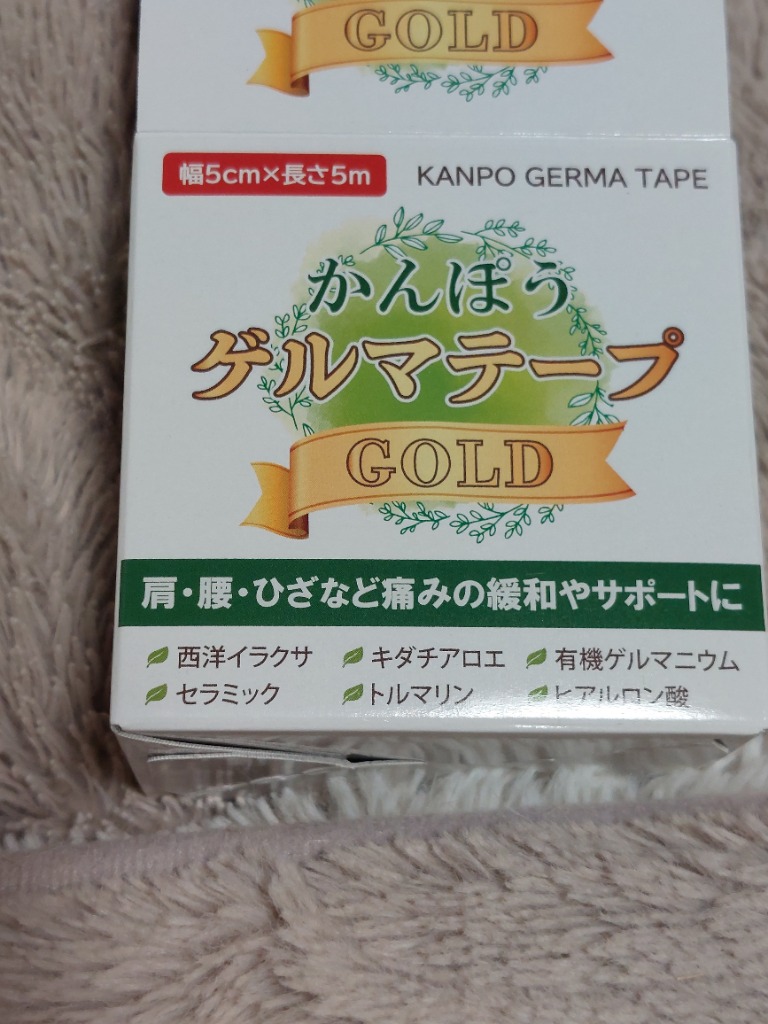 GOLD
幅5cm×長さ5m KANPO GERMA TAPE
かんぽう
ゲルマテープ
GOLD
肩・腰・ひざなど痛みの緩和やサポートに
西洋イラクサ キダチアロエ 有機ゲルマニウム
セラミック トルマリン ヒアルロン酸